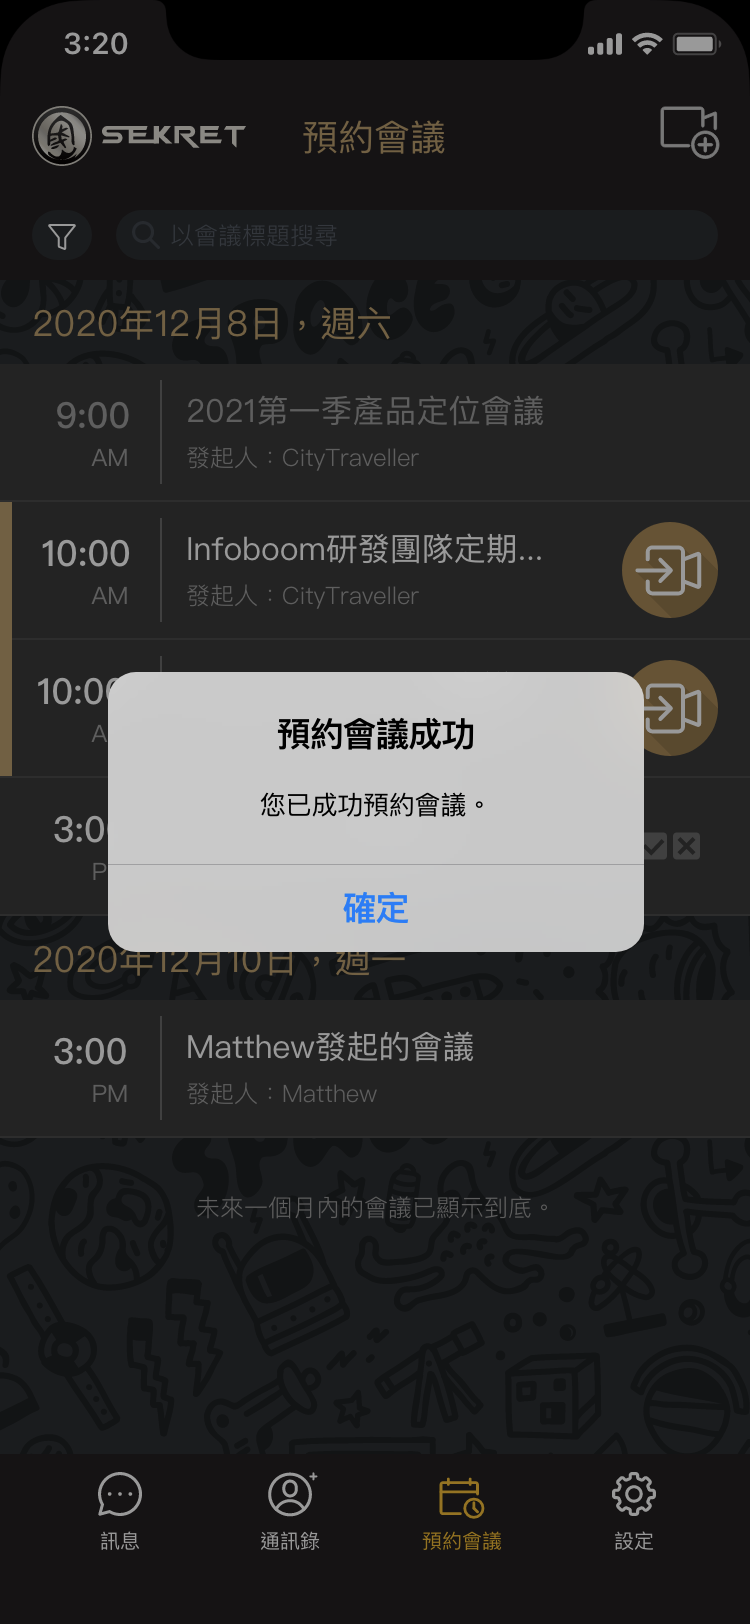 3:20
SEKRET
預約會議
以會議標題搜尋
2020年12月8日，週六
9:00
AM
2021第一季產品定位會議
發起人：CityTraveller
10:00
AM
Infoboom研發團隊定期...
發起人：CityTraveller
10:00
A
3:0
P
預約會議成功
您已成功預約會議。
確定
2020年12月10日，週一
3:00
PM
Matthew發起的會議
發起人：Matthew
未來一個月內的會議已顯示到底。
訊息
通訊錄
預約會議
設定